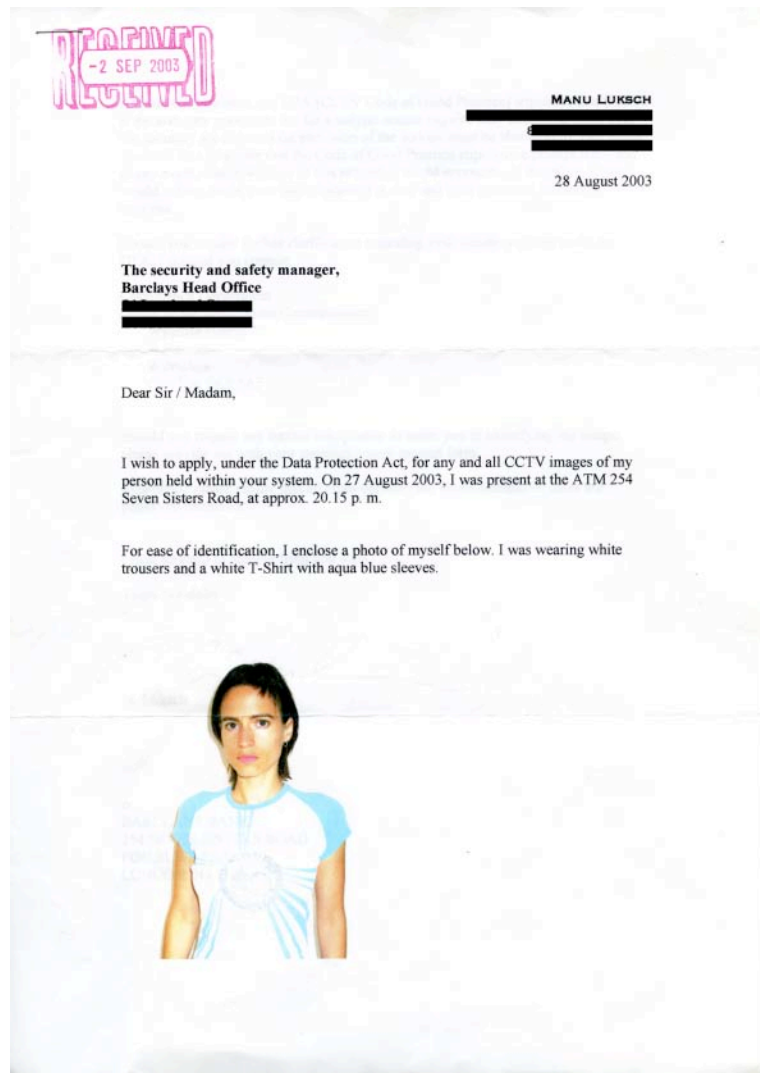 RECEIVED
-2 SEP 2003
MANU LUKSCH
28 August 2003
The security and safety manager,
Barclays Head Office
Dear Sir / Madam,
I wish to apply, under the Data Protection Act, for any and all CCTV images of my
person held within your system. On 27 August 2003, I was present at the ATM 254
Seven Sisters Road, at approx. 20.15 p. m.
For ease of identification, I enclose a photo of myself below. I was wearing white
trousers and a white T-Shirt with aqua blue sleeves.